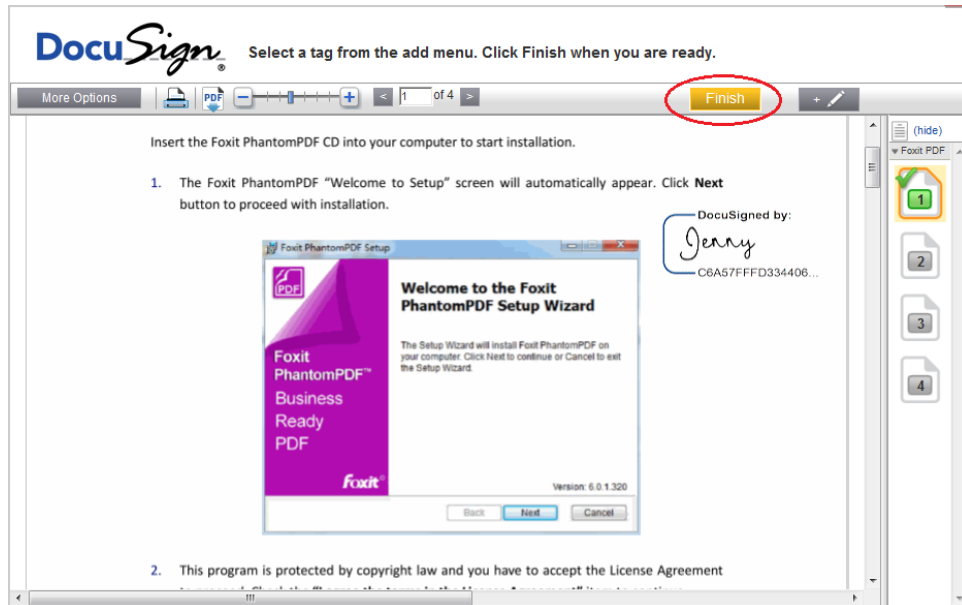 DocuSign®
Select a tag from the add menu. Click Finish when you are ready.
More Options
PDF
1 of 4
Finish
Insert the Foxit PhantomPDF CD into your computer to start installation.
1. The Foxit PhantomPDF “Welcome to Setup” screen will automatically appear. Click Next
button to proceed with installation.
DocuSigned by:
Jenny
C6A57FFFD334406...
Foxit PhantomPDF Setup
PDF
Foxit
PhantomPDF™
Business
Ready
PDF
foxit®
Welcome to the Foxit
PhantomPDF Setup Wizard
The Setup Wizard will install Foxit PhantomPDF on
your computer. Click Next to continue or Cancel to exit
the Setup Wizard.
Version: 6.0.1.320
Back Next Cancel
2. This program is protected by copyright law and you have to accept the License Agreement
(hide)
Foxit PDF
1
2
3
4